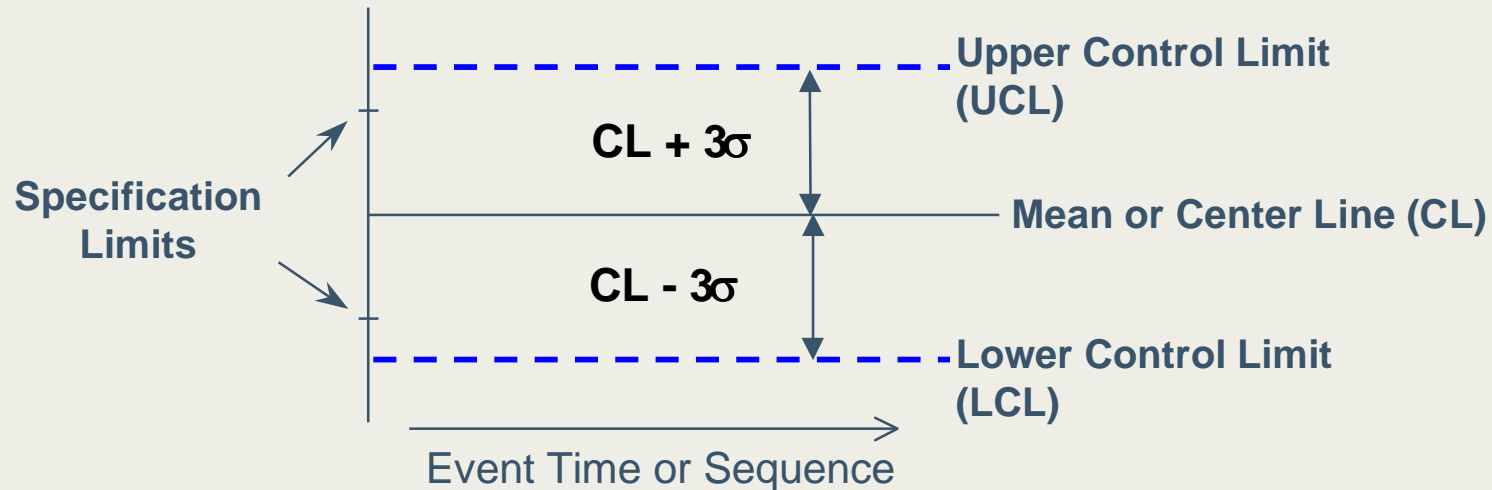 Upper Control Limit
(UCL)
CL + 3σ
Specification
Limits
Mean or Center Line (CL)
CL - 3σ
Lower Control Limit
(LCL)
Event Time or Sequence